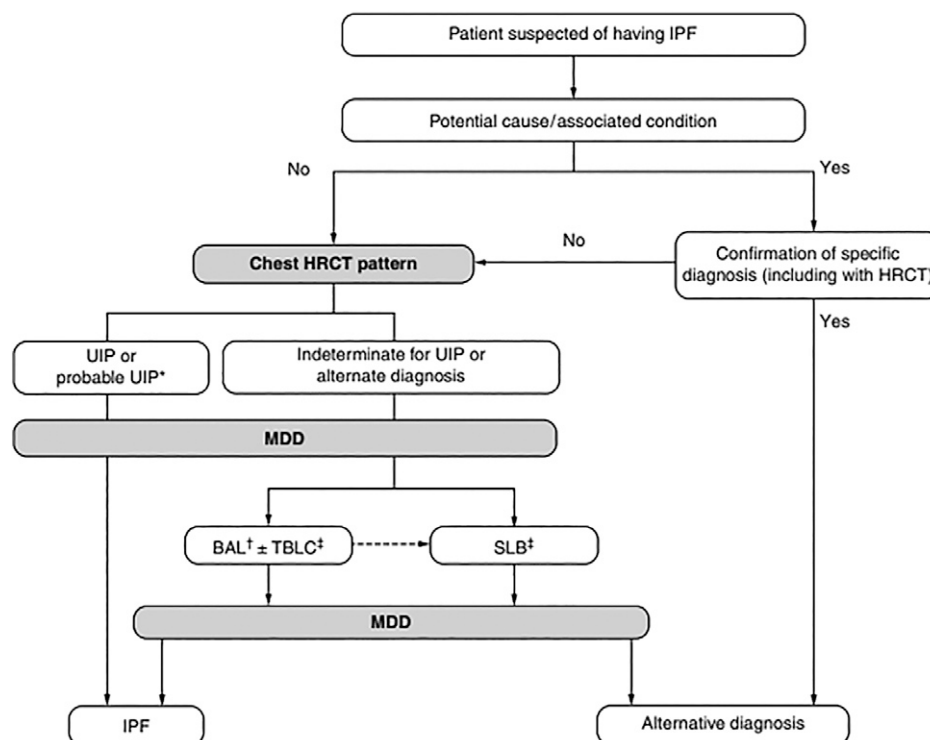 Patient suspected of having IPF
Potential cause/associated condition
No
Yes
Chest HRCT pattern
No
Confirmation of specific
diagnosis (including with HRCT)
Yes
UIP or
probable UIP*
Indeterminate for UIP or
alternate diagnosis
MDD
BAL† ± TBLC‡
SLB‡
MDD
IPF
Alternative diagnosis